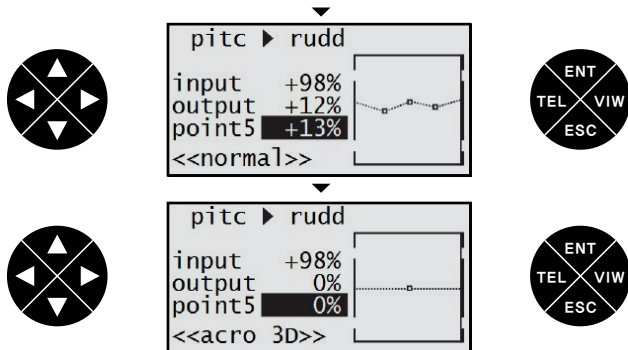 pitc ▶ rudd
input +98%
output +12%
point5 +13%
<<normal>>
ENT
TEL VIW
ESC
pitc ▶ rudd
input +98%
output 0%
point5 0%
<<acro 3D>>
ENT
TEL VIW
ESC